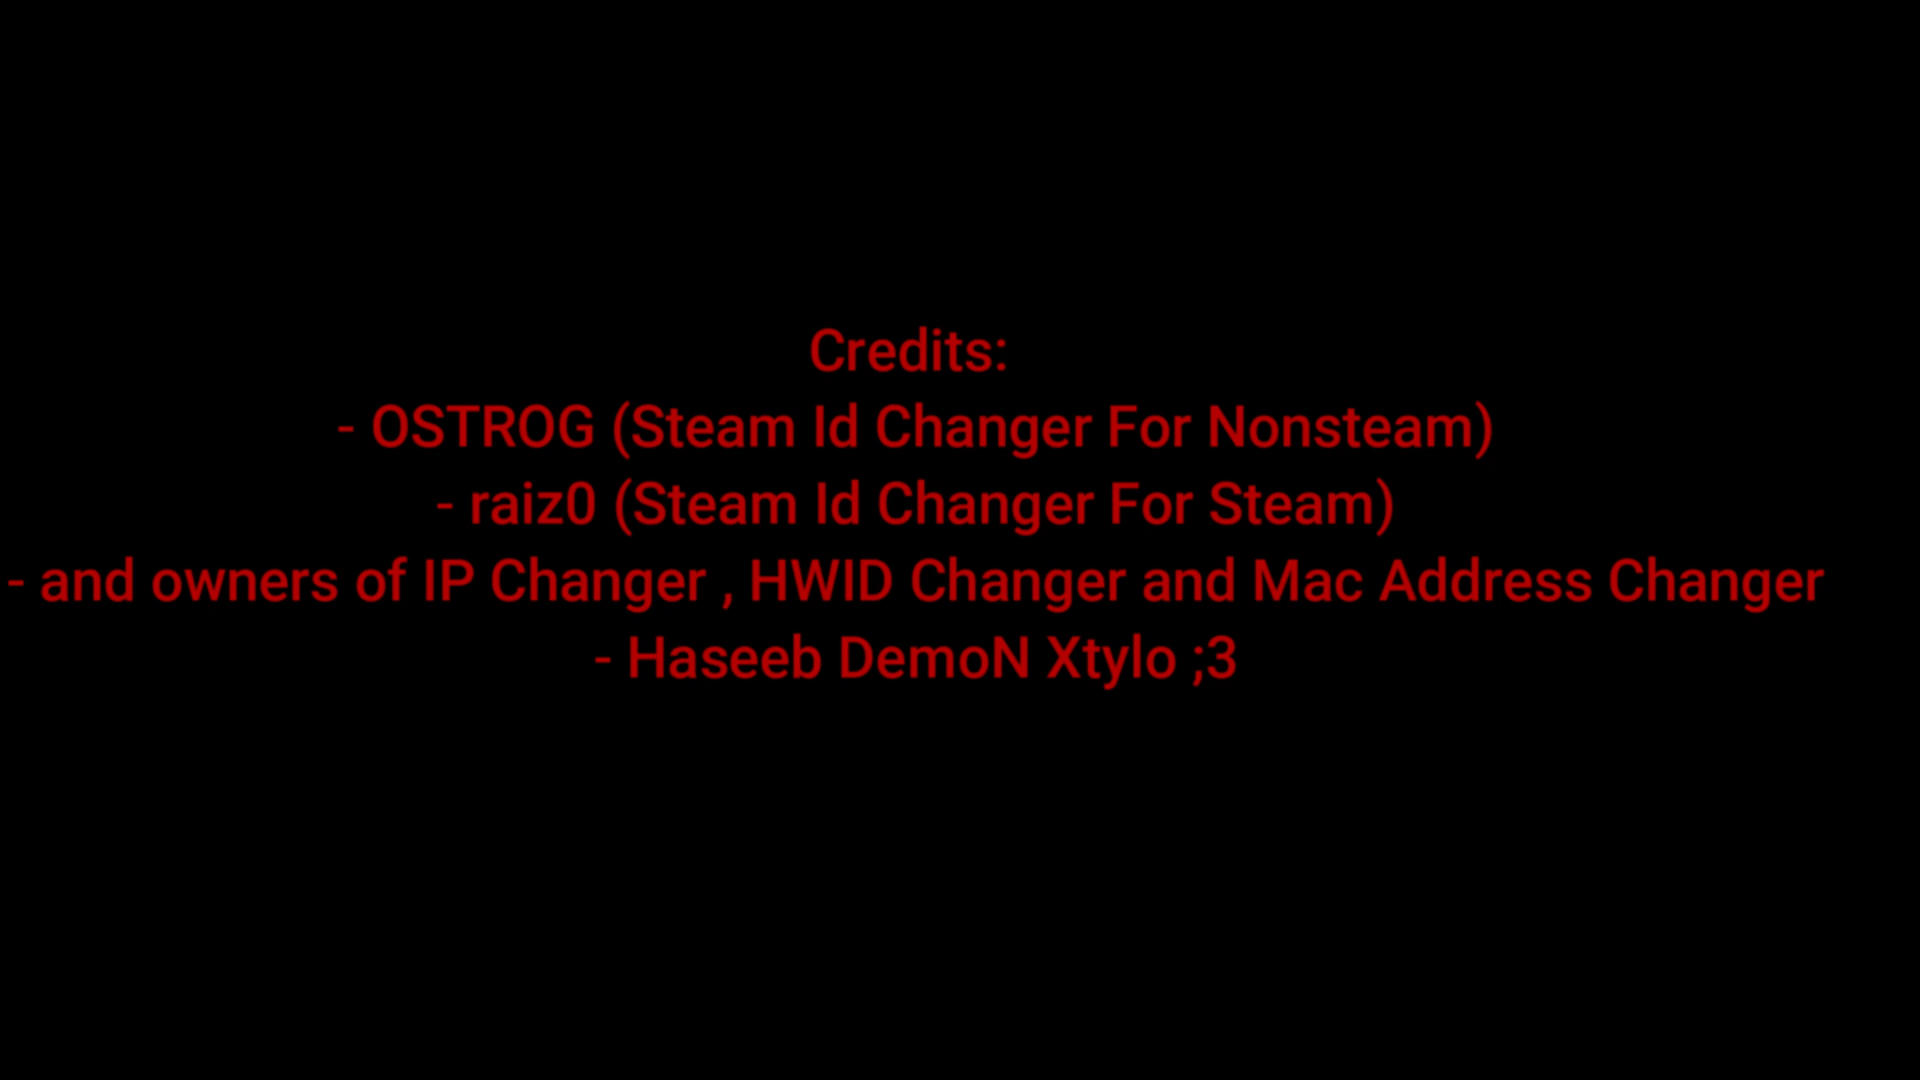 Credits:
- OSTROG (Steam Id Changer For Nonsteam)
- raiz0 (Steam Id Changer For Steam)
- and owners of IP Changer , HWID Changer and Mac Address Changer
- Haseeb DemoN Xtylo ;3